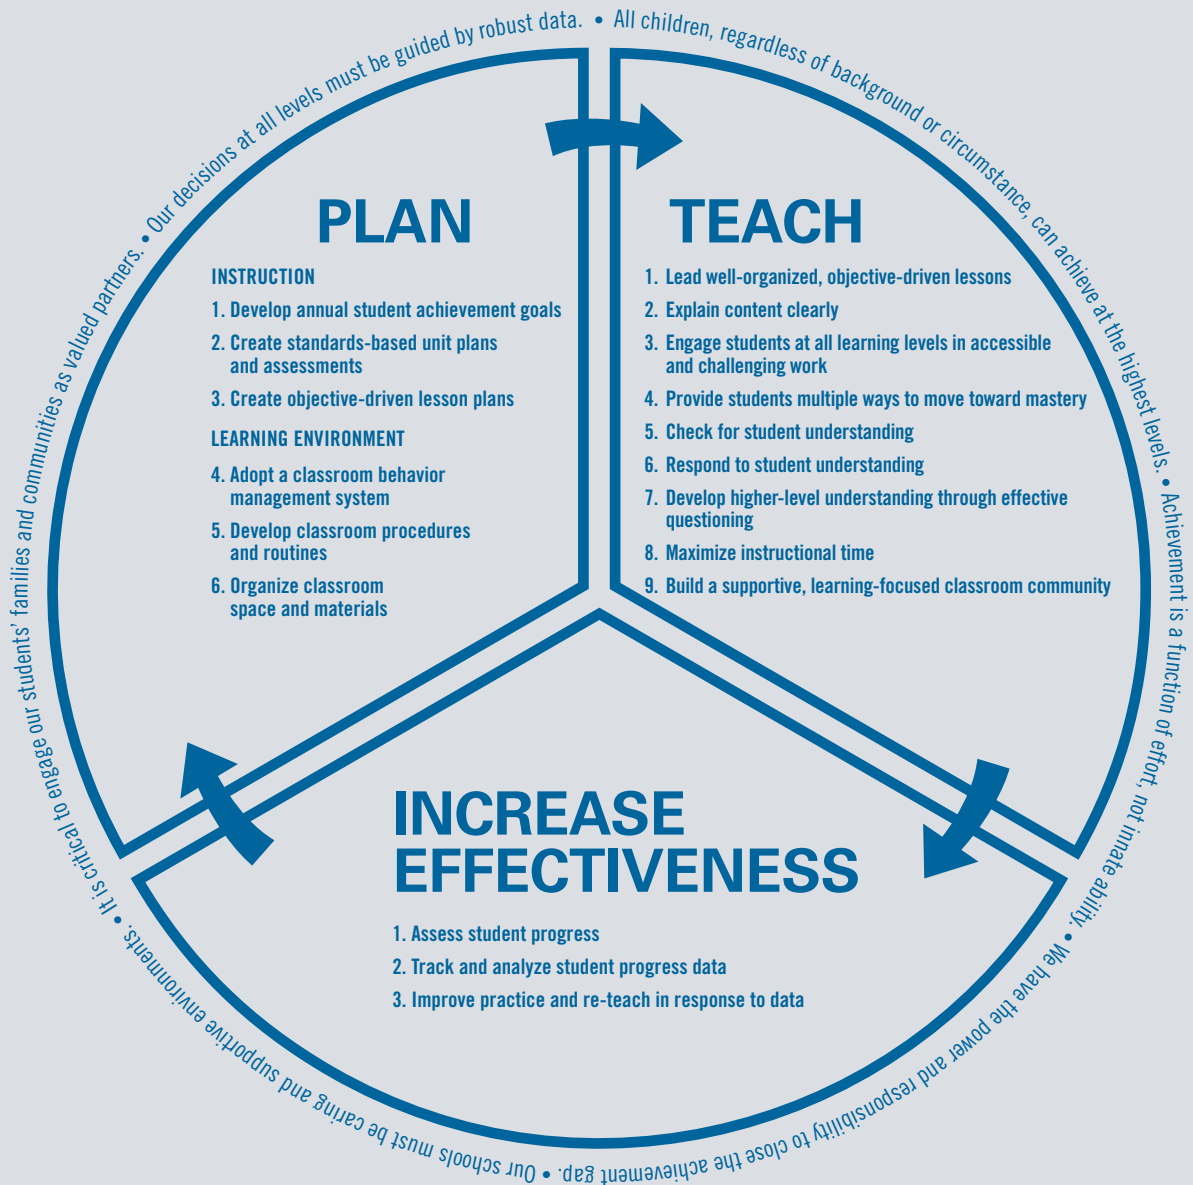 All children, regardless of background or circumstance, can achieve at the highest levels. • Achievement is a function of effort, not innate ability. • We have the power and responsibility to close the achievement gap. • Our schools must be caring and supportive environments. • It is critical to engage our students’ families and communities as valued partners. • Our decisions at all levels must be guided by robust data. •
PLAN
INSTRUCTION
1. Develop annual student achievement goals
2. Create standards-based unit plans
and assessments
3. Create objective-driven lesson plans
LEARNING ENVIRONMENT
4. Adopt a classroom behavior
management system
5. Develop classroom procedures
and routines
6. Organize classroom
space and materials
TEACH
1. Lead well-organized, objective-driven lessons
2. Explain content clearly
3. Engage students at all learning levels in accessible
and challenging work
4. Provide students multiple ways to move toward mastery
5. Check for student understanding
6. Respond to student understanding
7. Develop higher-level understanding through effective
questioning
8. Maximize instructional time
9. Build a supportive, learning-focused classroom community
INCREASE
EFFECTIVENESS
1. Assess student progress
2. Track and analyze student progress data
3. Improve practice and re-teach in response to data